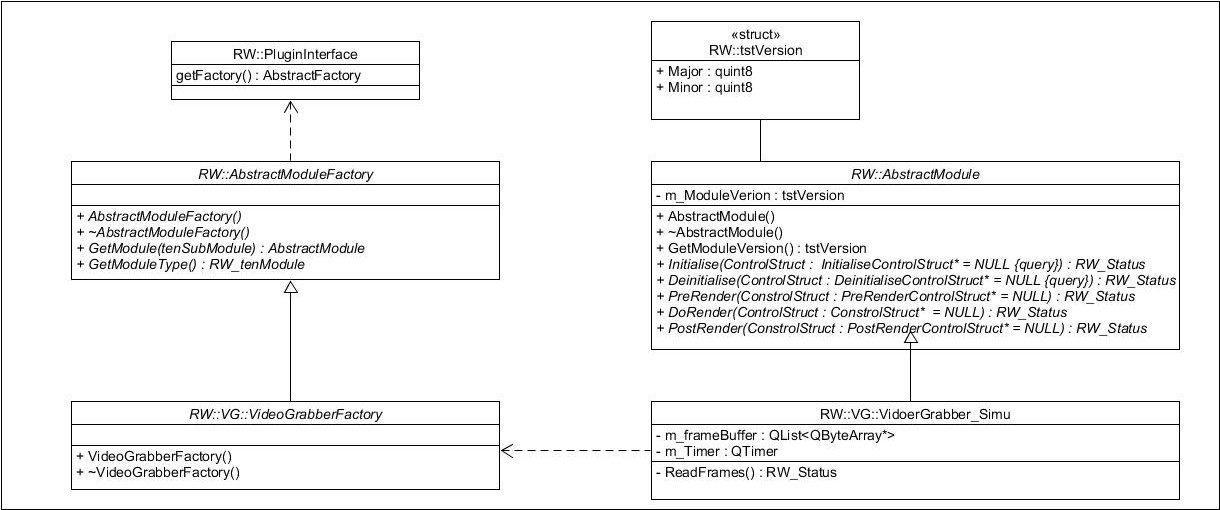 RW::PluginInterface
getFactory() : AbstractFactory
«struct»
RW::tstVersion
+ Major : quint8
+ Minor : quint8
RW::AbstractModuleFactory
+ AbstractModuleFactory()
+ ~AbstractModuleFactory()
+ GetModule(tenSubModule) : AbstractModule
+ GetModuleType() : RW_tenModule
RW::AbstractModule
- m_ModuleVerion : tstVersion
+ AbstractModule()
+ ~AbstractModule()
+ GetModuleVersion() : tstVersion
+ Initialise(ControlStruct :  InitialiseControlStruct* = NULL {query}) : RW_Status
+ Deinitialise(ControlStruct : DeinitialiseControlStruct* = NULL {query}) : RW_Status
+ PreRender(ConstrolStruct : PreRenderControlStruct* = NULL) : RW_Status
+ DoRender(ControlStruct : ConstrolStruct*  = NULL) : RW_Status
+ PostRender(ConstrolStruct : PostRenderControlStruct* = NULL) : RW_Status
RW::VG::VideoGrabberFactory
+ VideoGrabberFactory()
+ ~VideoGrabberFactory()
RW::VG::VidoerGrabber_Simu
- m_frameBuffer : QList<QByteArray*>
- m_Timer : QTimer
- ReadFrames() : RW_Status